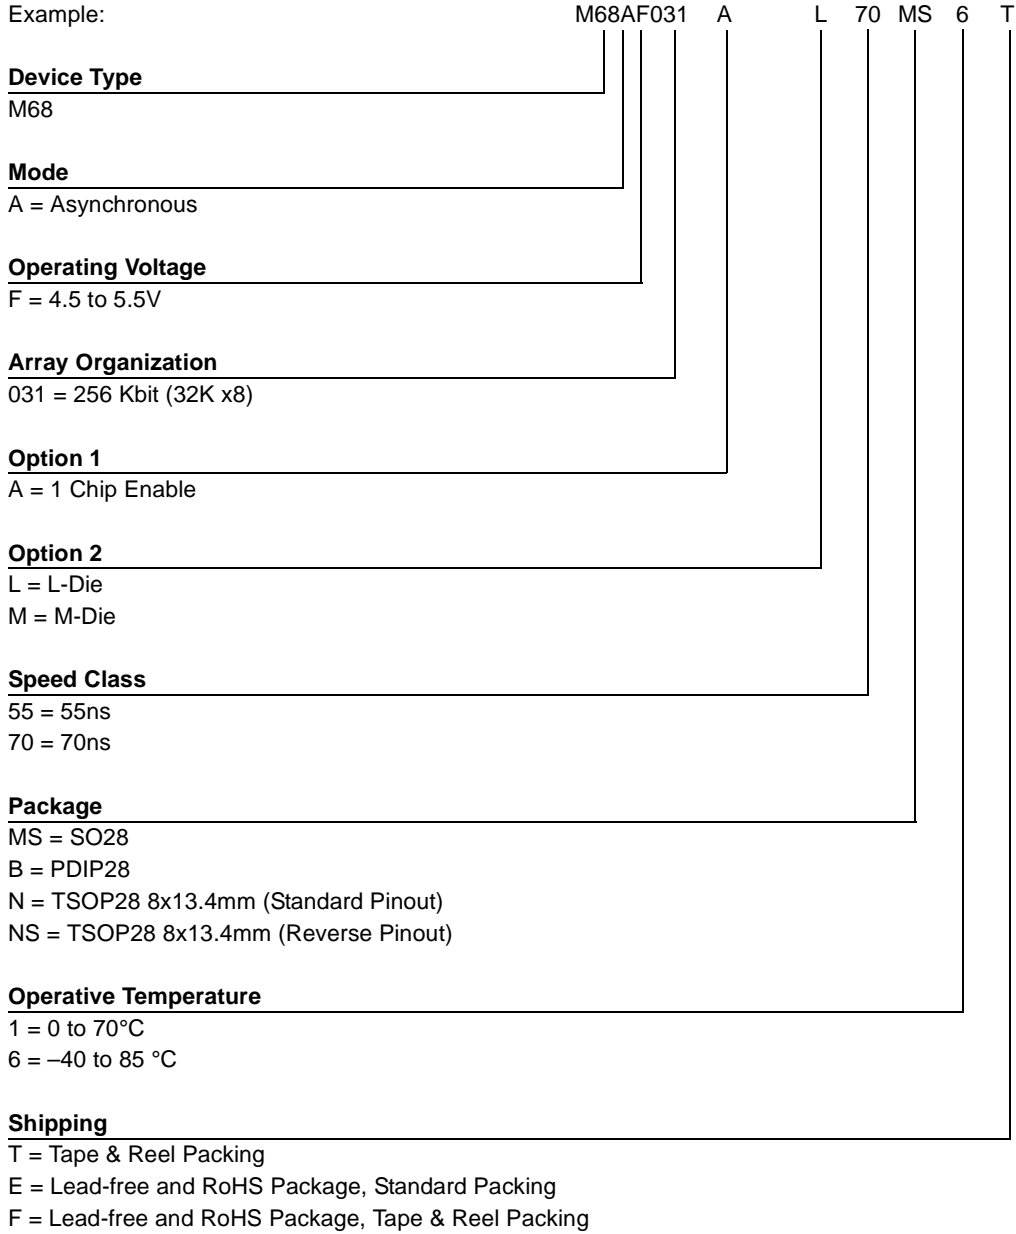 Example: M68AF031 A L 70 MS 6 T
Device Type
M68
Mode
A = Asynchronous
Operating Voltage
F = 4.5 to 5.5V
Array Organization
031 = 256 Kbit (32K x8)
Option 1
A = 1 Chip Enable
Option 2
L = L-Die
M = M-Die
Speed Class
55 = 55ns
70 = 70ns
Package
MS = SO28
B = PDIP28
N = TSOP28 8x13.4mm (Standard Pinout)
NS = TSOP28 8x13.4mm (Reverse Pinout)
Operative Temperature
1 = 0 to 70°C
6 = –40 to 85 °C
Shipping
T = Tape & Reel Packing
E = Lead-free and RoHS Package, Standard Packing
F = Lead-free and RoHS Package, Tape & Reel Packing